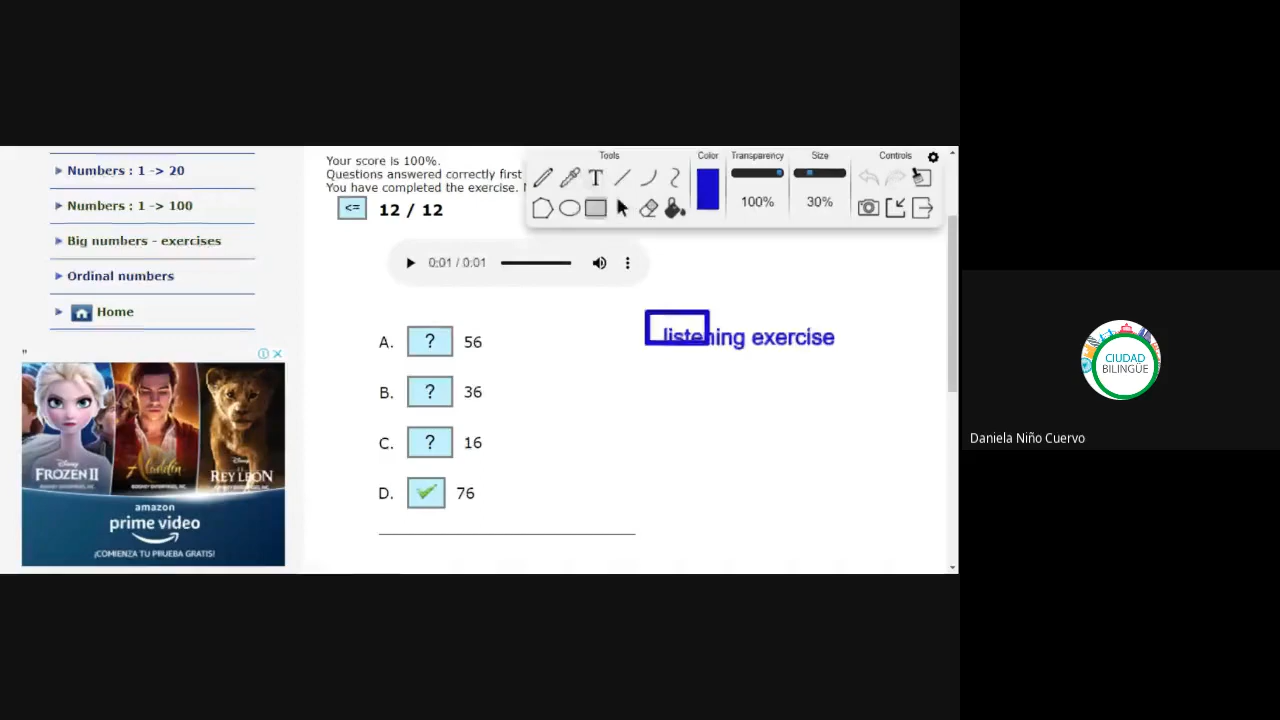 Numbers : 1 -> 20
Numbers : 1 -> 100
Big numbers - exercises
Ordinal numbers
Home
"
FROZEN II
Aladdin
REY LEON
amazon
prime video
¡COMIENZA TU PRUEBA GRATIS!
Your score is 100%.
Questions answered correctly first
You have completed the exercise.
<= 12 / 12
Tools Color Transparency Size Controls
T
100% 30%
0:01 / 0:01
listening exercise
A. ? 56
B. ? 36
C. ? 16
D. 76
CIUDAD
BILINGÜE
Daniela Niño Cuervo